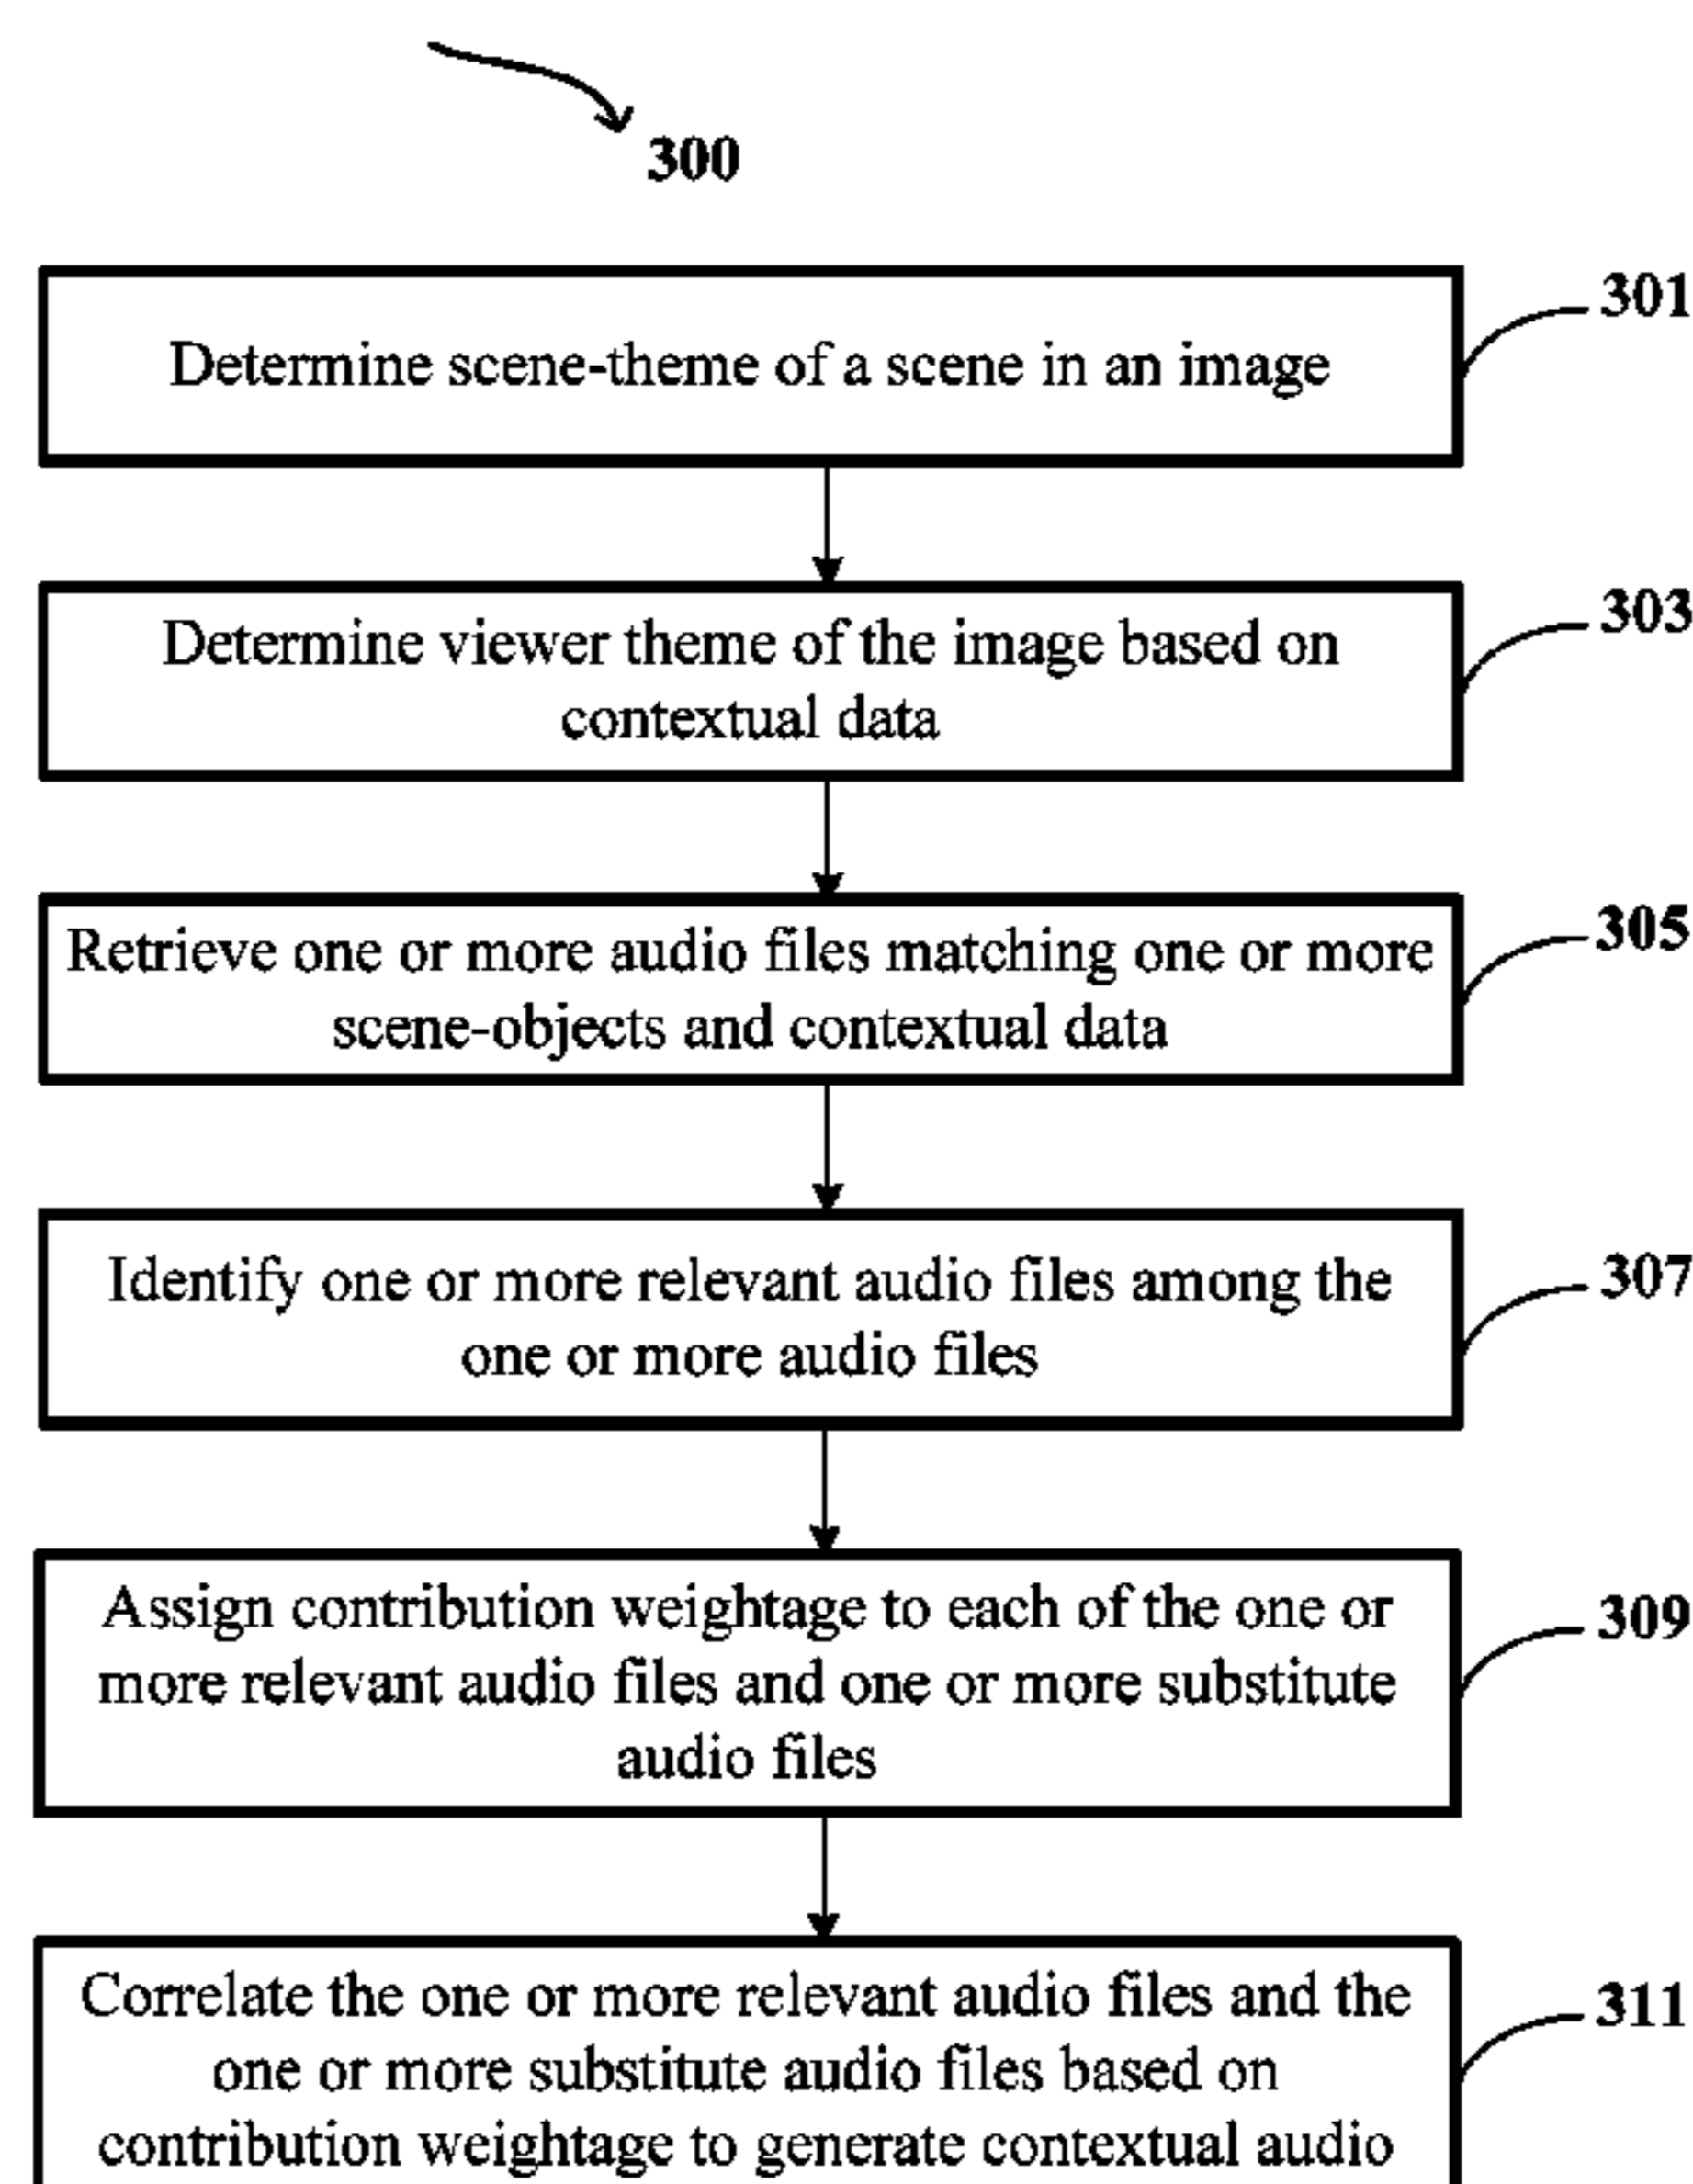 300
301
Determine scene-theme of a scene in an image
303
Determine viewer theme of the image based on
contextual data
305
Retrieve one or more audio files matching one or more
scene-objects and contextual data
307
Identify one or more relevant audio files among the
one or more audio files
309
Assign contribution weightage to each of the one or
more relevant audio files and one or more substitute
audio files
311
Correlate the one or more relevant audio files and the
one or more substitute audio files based on
contribution weightage to generate contextual audio